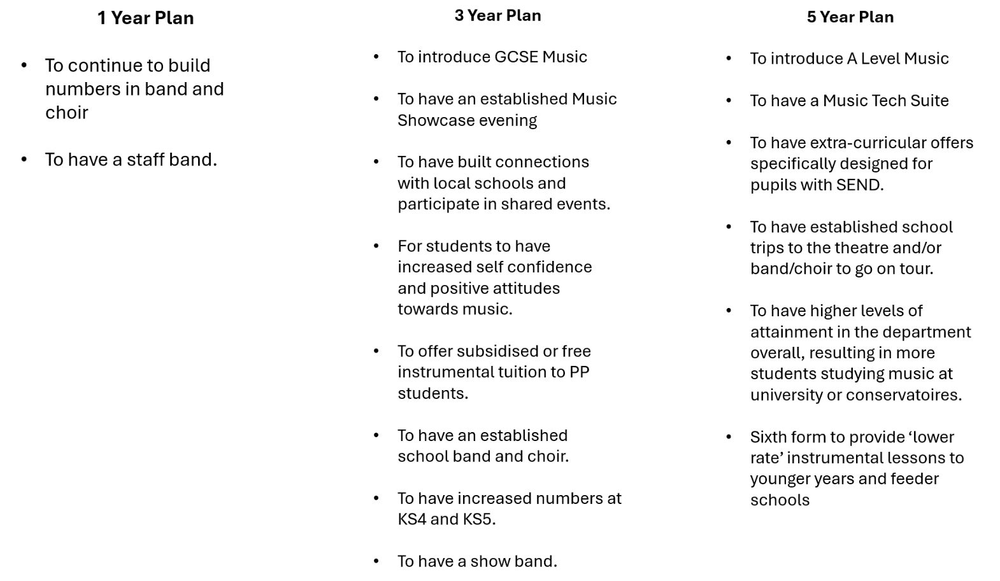 1 Year Plan
• To continue to build
numbers in band and
choir
• To have a staff band.
3 Year Plan
• To introduce GCSE Music
• To have an established Music
Showcase evening
• To have built connections
with local schools and
participate in shared events.
• For students to have
increased self confidence
and positive attitudes
towards music.
• To offer subsidised or free
instrumental tuition to PP
students.
• To have an established
school band and choir.
• To have increased numbers at
KS4 and KS5.
• To have a show band.
5 Year Plan
• To introduce A Level Music
• To have a Music Tech Suite
• To have extra-curricular offers
specifically designed for
pupils with SEND.
• To have established school
trips to the theatre and/or
band/choir to go on tour.
• To have higher levels of
attainment in the department
overall, resulting in more
students studying music at
university or conservatoires.
• Sixth form to provide ‘lower
rate’ instrumental lessons to
younger years and feeder
schools